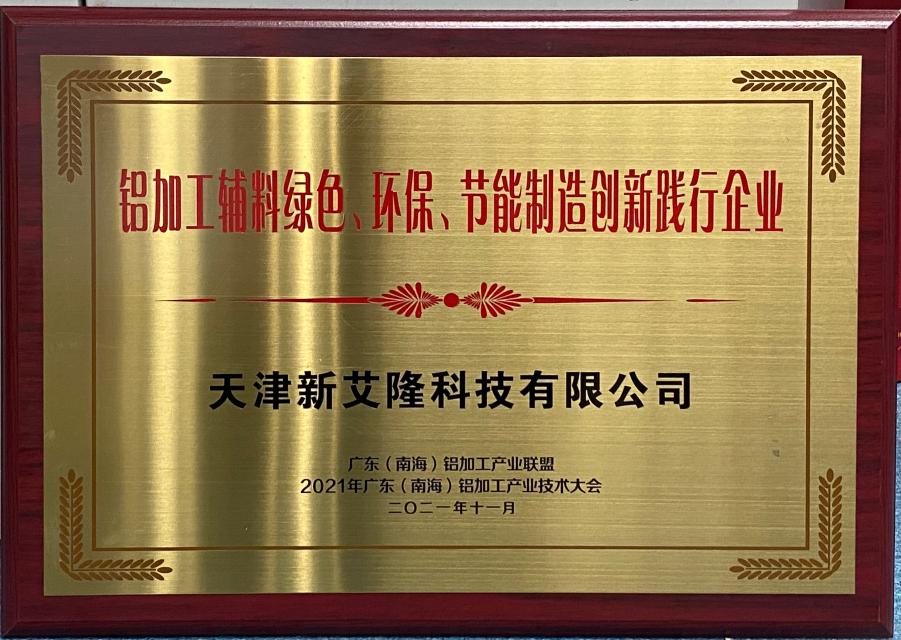 铝加工辅料绿色、环保、节能制造创新践行企业
天津新艾隆科技有限公司
广东（南海）铝加工产业联盟
2021年广东（南海）铝加工产业技术大会
二〇二一年十一月